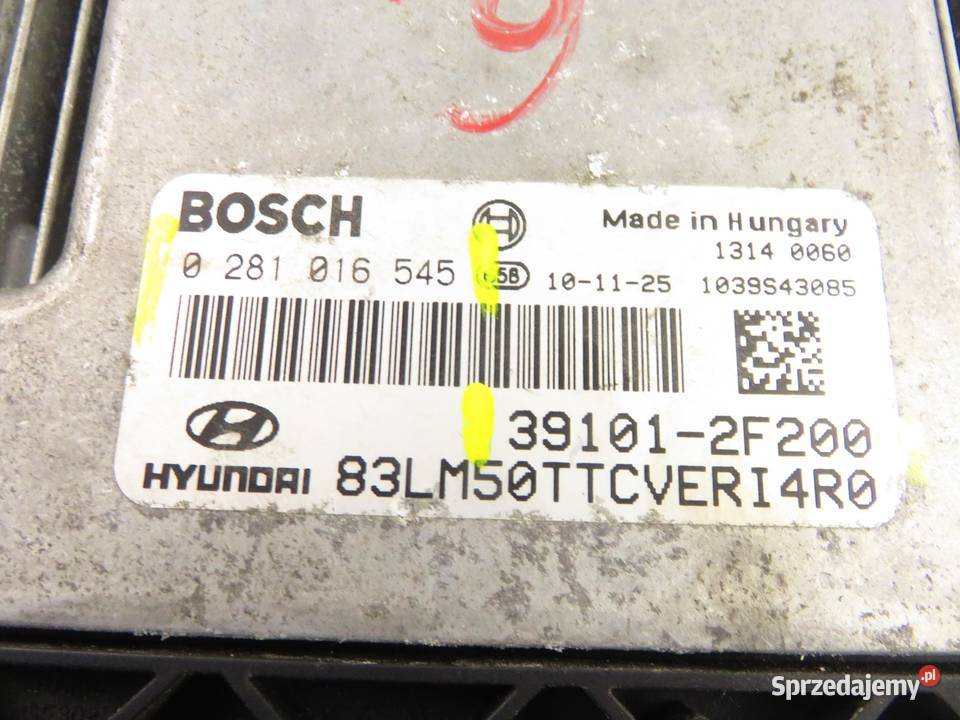 9
BOSCH
Made in Hungary
1314 0060
0 281 016 545 10-11-25 1039S43085
39101-2F200
HYUNDAI 83LM50TTCVERI4R0
Sprzedajemy.pl